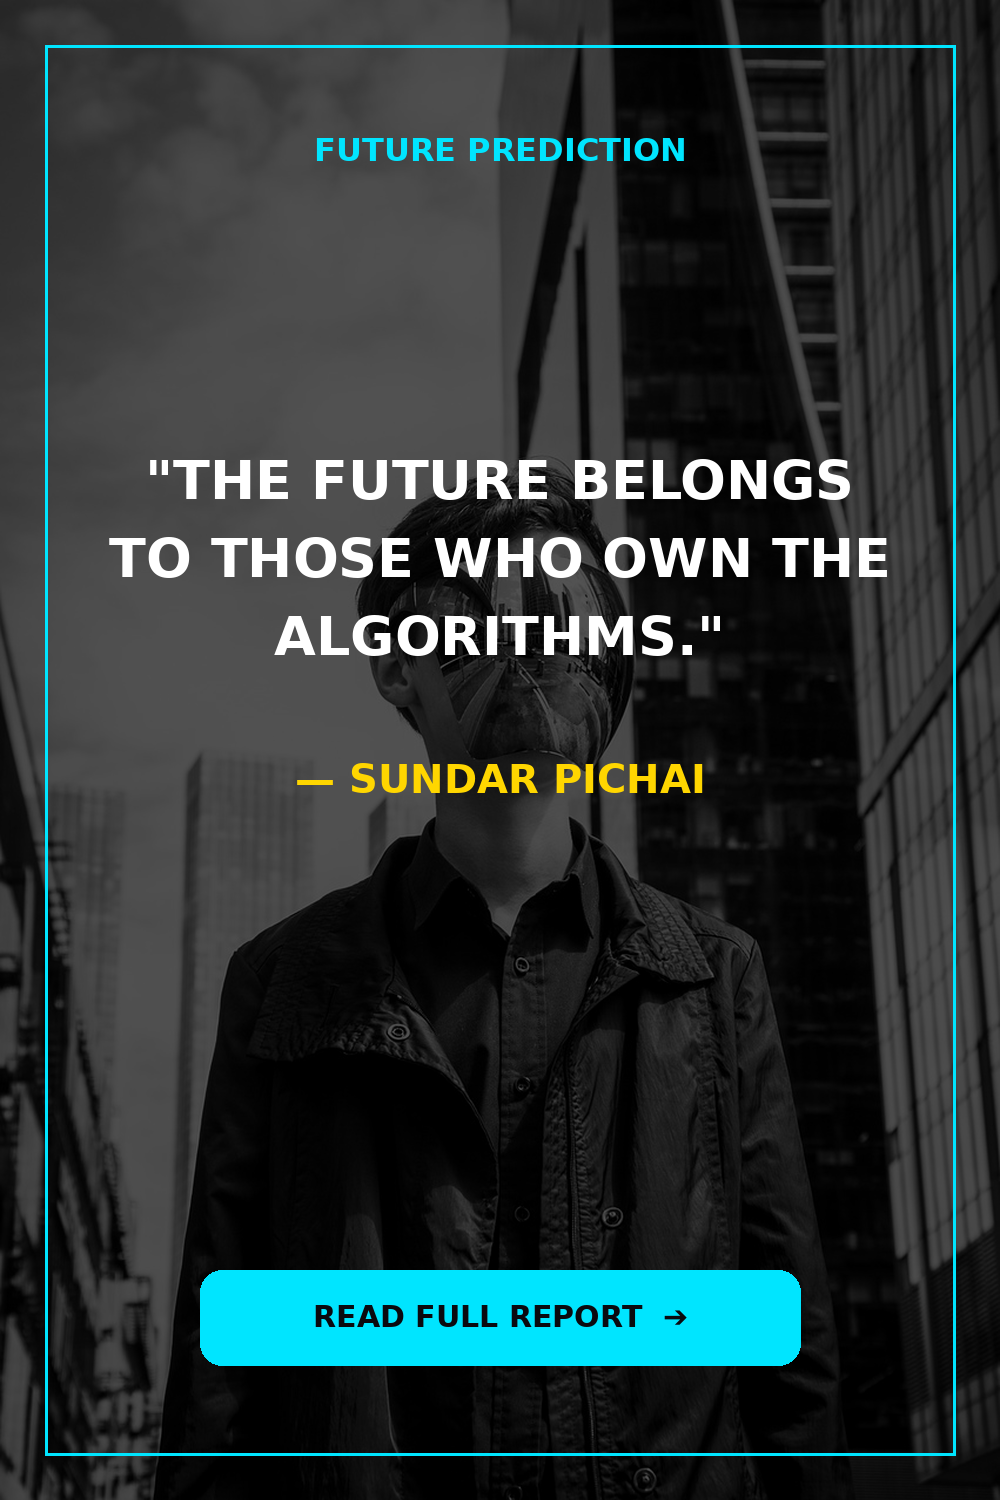 FUTURE PREDICTION
"THE FUTURE BELONGS
TO THOSE WHO OWN THE
ALGORITHMS."
— SUNDAR PICHAI
READ FULL REPORT ➔